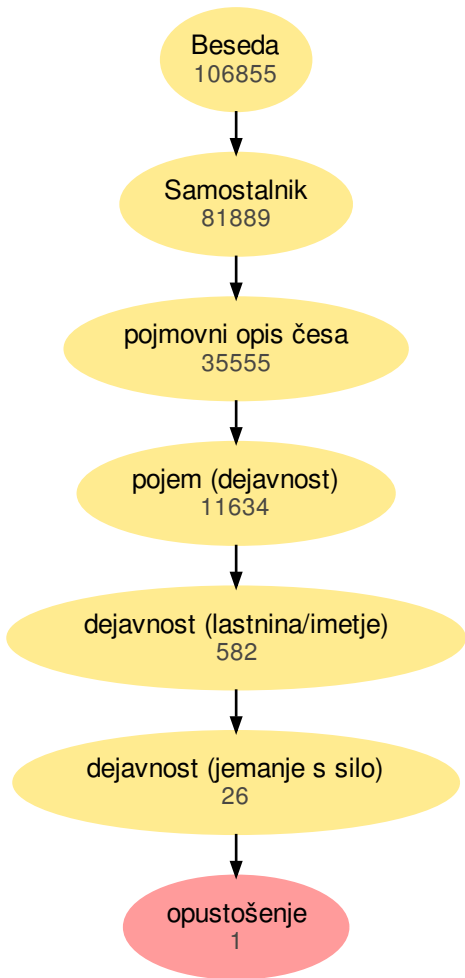 Beseda
106855
Samostalnik
81889
pojmovni opis česa
35555
pojem (dejavnost)
11634
dejavnost (lastnina/imetje)
582
dejavnost (jemanje s silo)
26
opustošenje
1